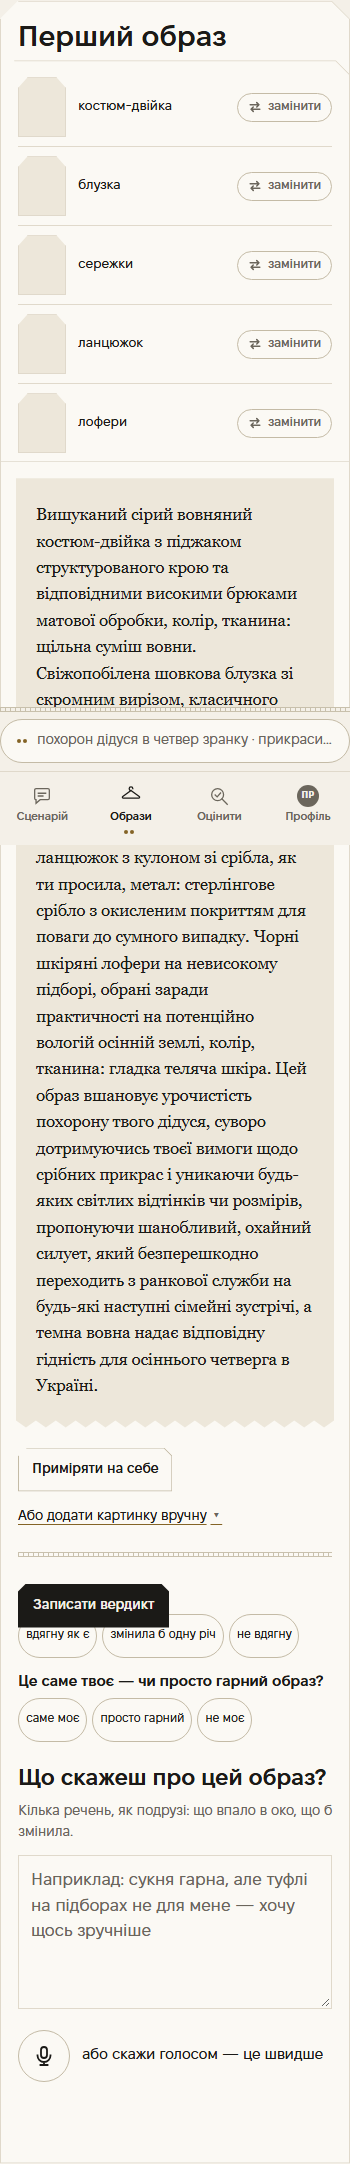 Перший образ
костюм-двійка
замінити
блузка
замінити
сережки
замінити
ланцюжок
замінити
лофери
замінити
Вишуканий сірий вовняний
костюм-двійка з піджаком
структурованого крою та
відповідними високими брюками
матової обробки, колір, тканина:
щільна суміш вовни.
Свіжопобілена шовкова блузка зі
скромним вирізом, класичного
похорон дідуся в четвер зранку · прикраси...
Сценарій
Образи
Оцінити
ПР
Профіль
ланцюжок з кулоном зі срібла, як
ти просила, метал: стерлінгове
срібло з окисленим покриттям для
поваги до сумного випадку. Чорні
шкіряні лофери на невисокому
підборі, обрані заради
практичності на потенційно
вологій осінній землі, колір,
тканина: гладка теляча шкіра. Цей
образ вшановує урочистість
похорону твого дідуся, суворо
дотримуючись твоєї вимоги щодо
срібних прикрас і уникаючи будь-
яких світлих відтінків чи розмірів,
пропонуючи шанобливий, охайний
силует, який безперешкодно
переходить з ранкової служби на
будь-які наступні сімейні зустрічі, а
темна вовна надає відповідну
гідність для осіннього четверга в
Україні.
Приміряти на себе
Або додати картинку вручну
Записати вердикт
вдягну як є
змінила б одну річ
не вдягну
Це саме твоє — чи просто гарний образ?
саме моє
просто гарний
не моє
Що скажеш про цей образ?
Кілька речень, як подрузі: що впало в око, що б
змінила.
Наприклад: сукня гарна, але туфлі
на підборах не для мене — хочу
щось зручніше
або скажи голосом — це швидше